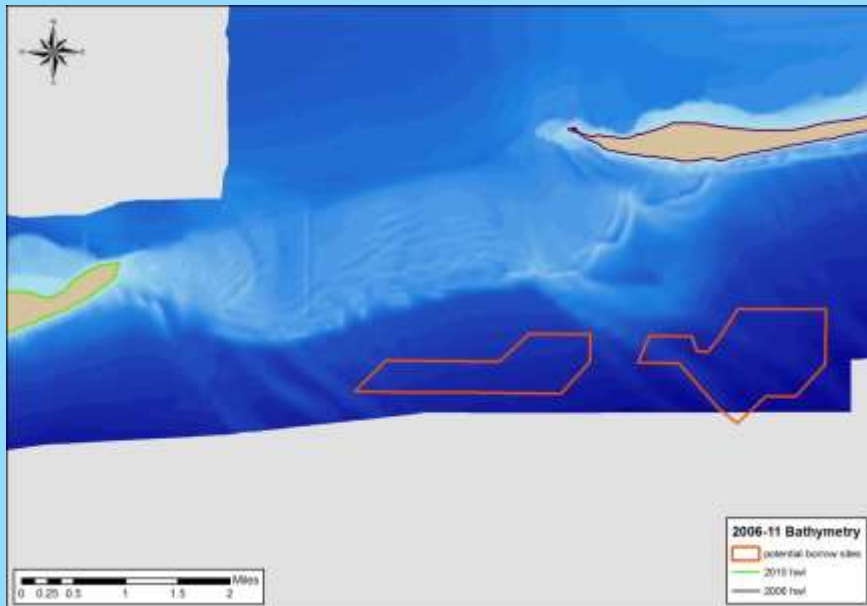 2006-11 Bathymetry
potential borrow sites
2010 hwl
2006 hwl
Miles
0 0.25 0.5 1 1.5 2